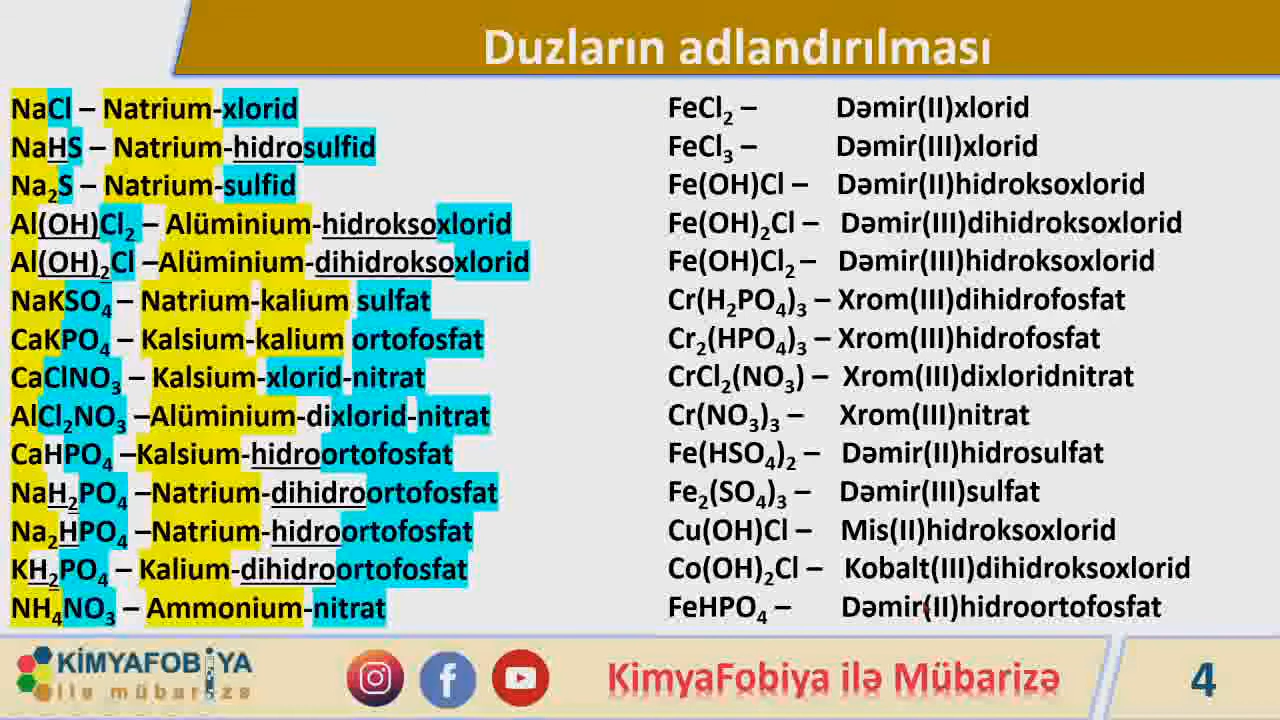 Duzların adlandırılması
NaCl – Natrium-xlorid
NaHS – Natrium-hidrosulfid
Na₂S – Natrium-sulfid
Al(OH)Cl₂ – Alüminium-hidroksoxlorid
Al(OH)₂Cl –Alüminium-dihidroksoxlorid
NaKSO₄ – Natrium-kalium sulfat
CaKPO₄ – Kalsium-kalium ortofosfat
CaClNO₃ – Kalsium-xlorid-nitrat
AlCl₂NO₃ –Alüminium-dixlorid-nitrat
CaHPO₄ –Kalsium-hidroortofosfat
NaH₂PO₄ –Natrium-dihidroortofosfat
Na₂HPO₄ –Natrium-hidroortofosfat
KH₂PO₄ – Kalium-dihidroortofosfat
NH₄NO₃ – Ammonium-nitrat
FeCl₂ – Dəmir(II)xlorid
FeCl₃ – Dəmir(III)xlorid
Fe(OH)Cl – Dəmir(II)hidroksoxlorid
Fe(OH)₂Cl – Dəmir(III)dihidroksoxlorid
Fe(OH)Cl₂ – Dəmir(III)hidroksoxlorid
Cr(H₂PO₄)₃ – Xrom(III)dihidrofosfat
Cr₂(HPO₄)₃ – Xrom(III)hidrofosfat
CrCl₂(NO₃) – Xrom(III)dixloridnitrat
Cr(NO₃)₃ – Xrom(III)nitrat
Fe(HSO₄)₂ – Dəmir(II)hidrosulfat
Fe₂(SO₄)₃ – Dəmir(III)sulfat
Cu(OH)Cl – Mis(II)hidroksoxlorid
Co(OH)₂Cl – Kobalt(III)dihidroksoxlorid
FeHPO₄ – Dəmir(II)hidroortofosfat
KİMYAFOBİYA
ilə mübarizə
KimyaFobiya ilə Mübarizə
4